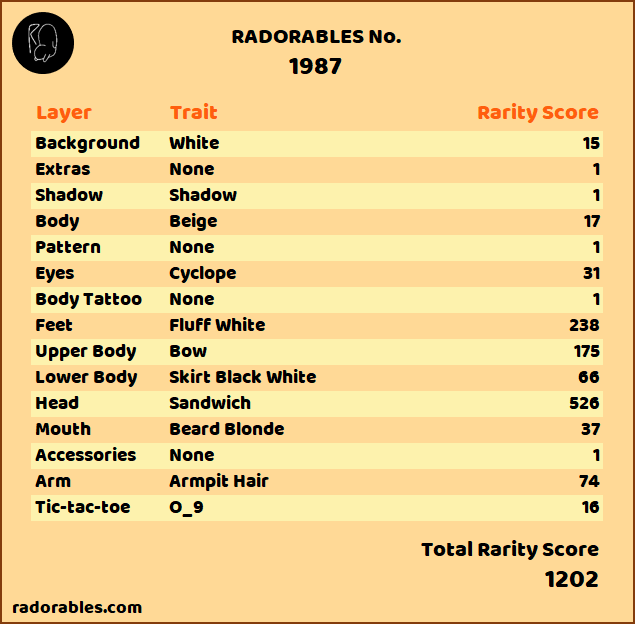 RADORABLES No.
1987
Layer Trait Rarity Score
Background White 15
Extras None 1
Shadow Shadow 1
Body Beige 17
Pattern None 1
Eyes Cyclope 31
Body Tattoo None 1
Feet Fluff White 238
Upper Body Bow 175
Lower Body Skirt Black White 66
Head Sandwich 526
Mouth Beard Blonde 37
Accessories None 1
Arm Armpit Hair 74
Tic-tac-toe O_9 16
Total Rarity Score
1202
radorables.com